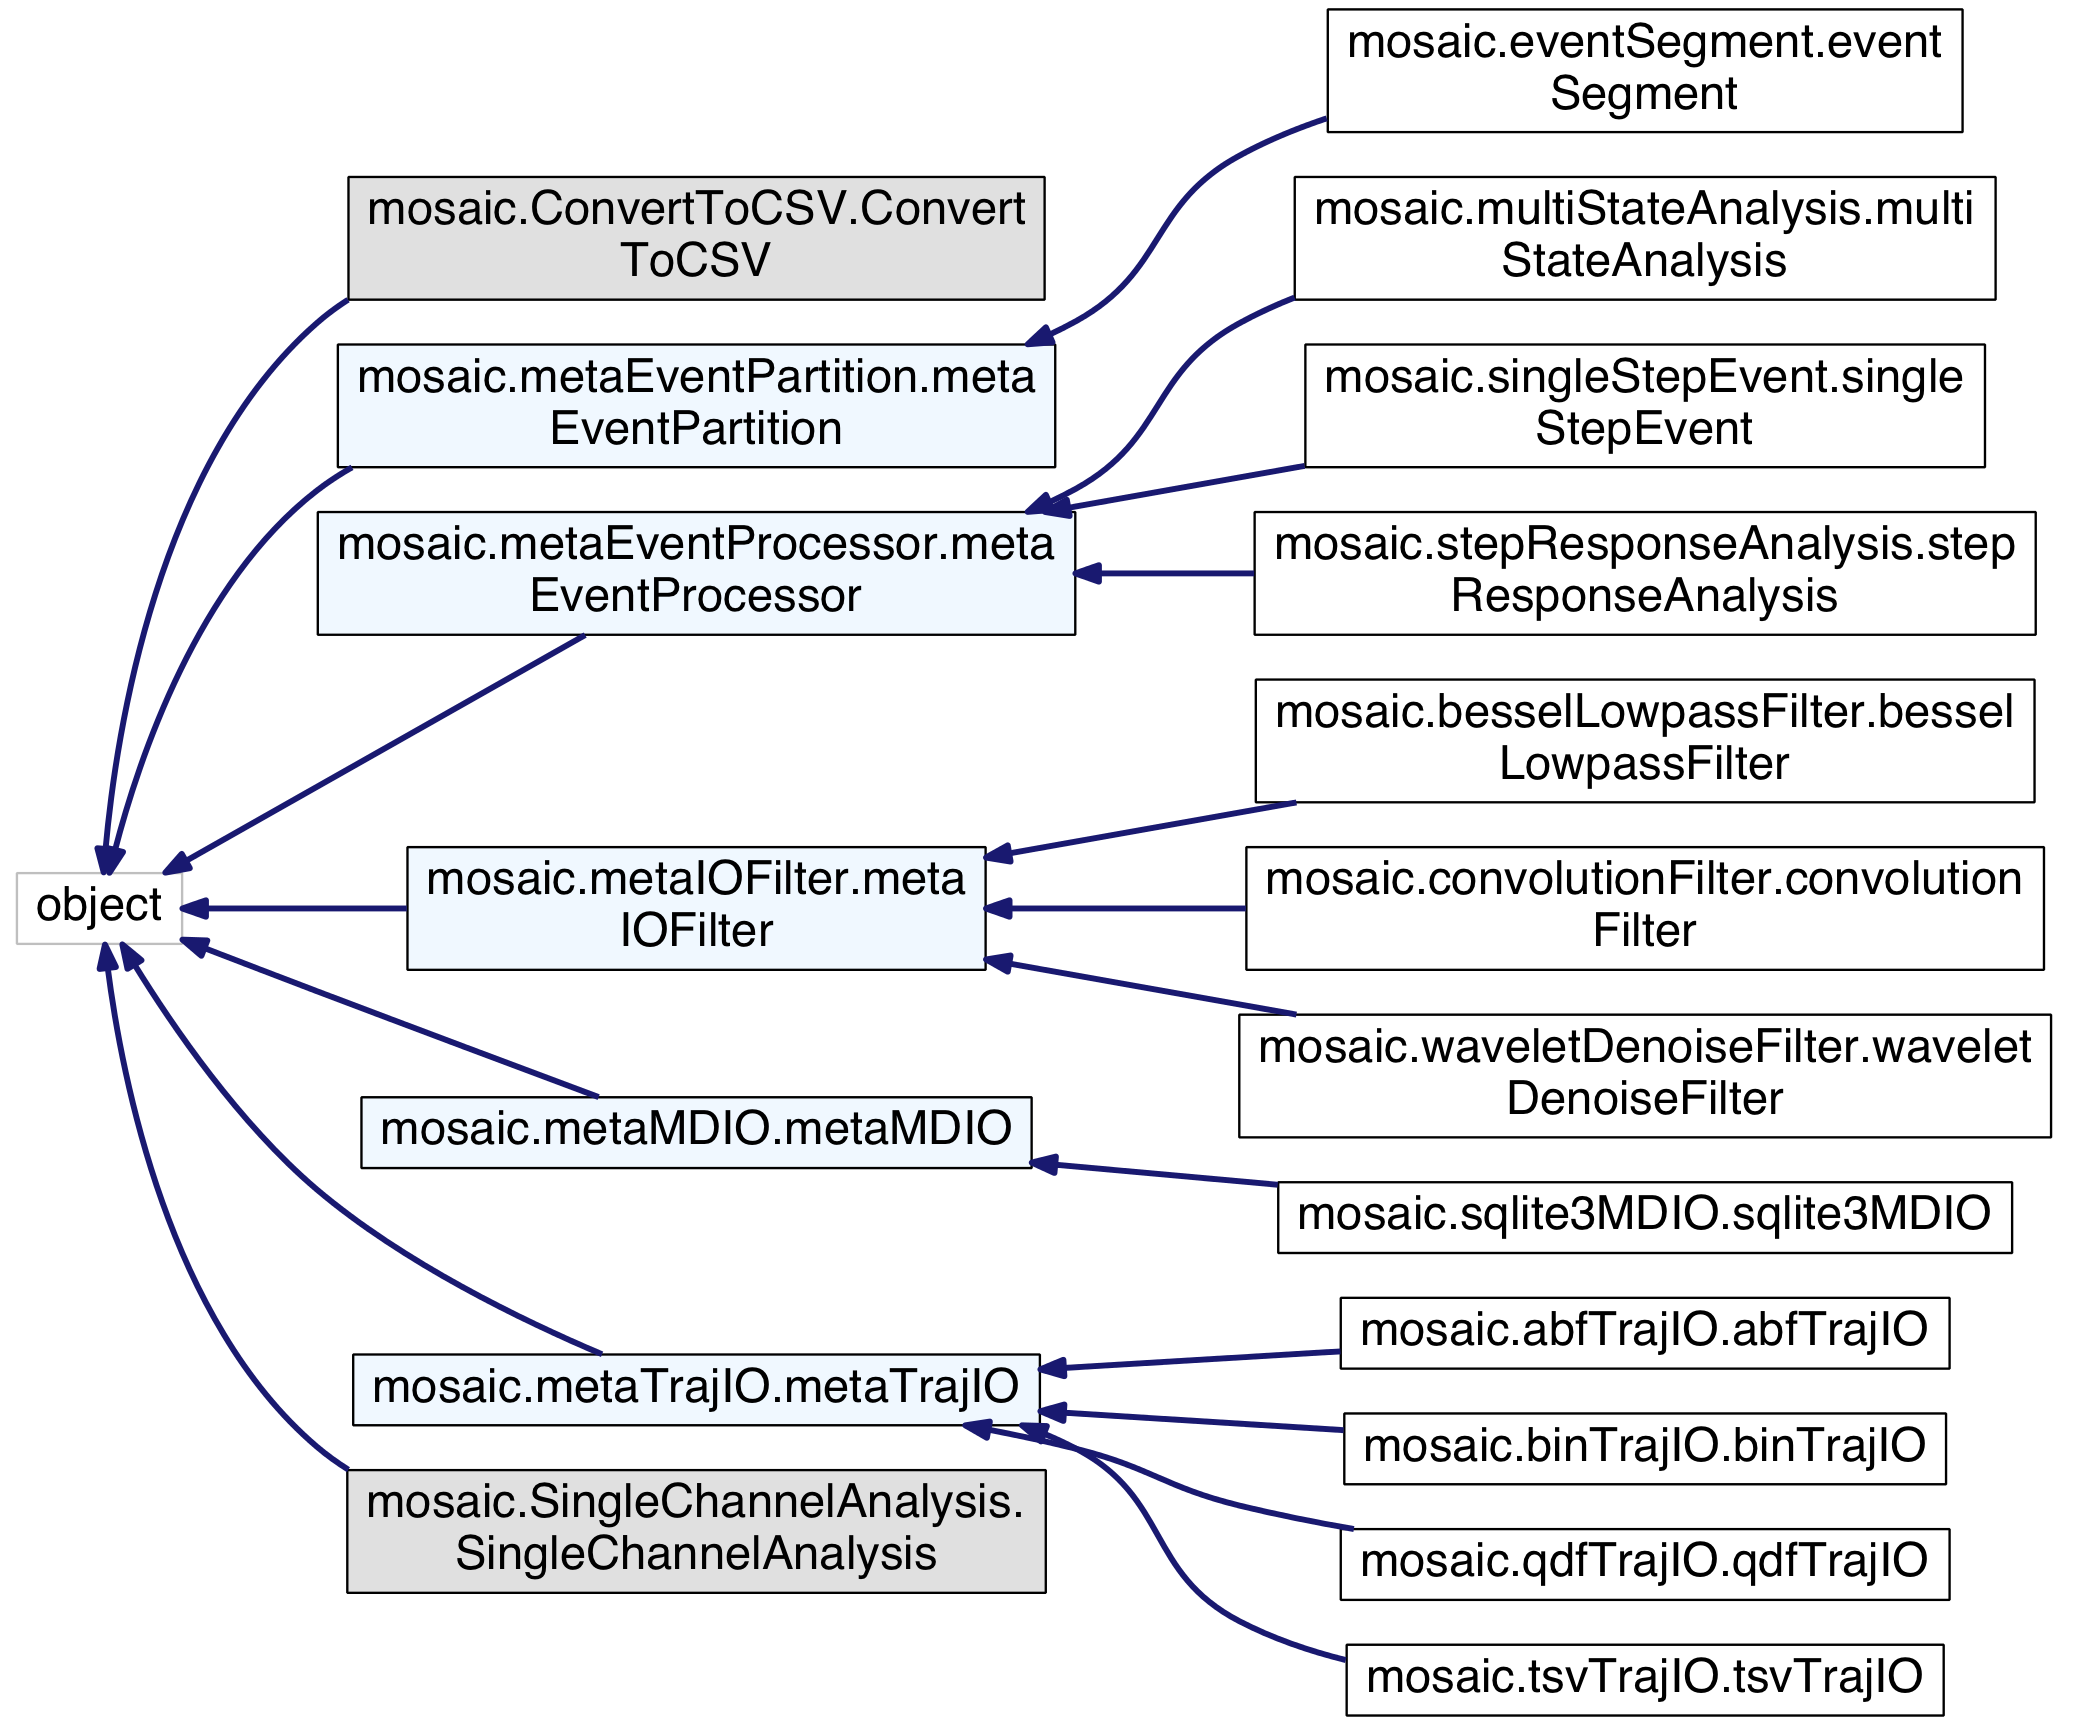 mosaic.eventSegment.event
Segment
mosaic.ConvertToCSV.Convert
ToCSV
mosaic.multiStateAnalysis.multi
StateAnalysis
mosaic.metaEventPartition.meta
EventPartition
mosaic.singleStepEvent.single
StepEvent
mosaic.metaEventProcessor.meta
EventProcessor
mosaic.stepResponseAnalysis.step
ResponseAnalysis
mosaic.besselLowpassFilter.bessel
LowpassFilter
object
mosaic.metaIOFilter.meta
IOFilter
mosaic.convolutionFilter.convolution
Filter
mosaic.waveletDenoiseFilter.wavelet
DenoiseFilter
mosaic.metaMDIO.metaMDIO
mosaic.sqlite3MDIO.sqlite3MDIO
mosaic.abfTrajIO.abfTrajIO
mosaic.metaTrajIO.metaTrajIO
mosaic.binTrajIO.binTrajIO
mosaic.SingleChannelAnalysis.
SingleChannelAnalysis
mosaic.qdfTrajIO.qdfTrajIO
mosaic.tsvTrajIO.tsvTrajIO